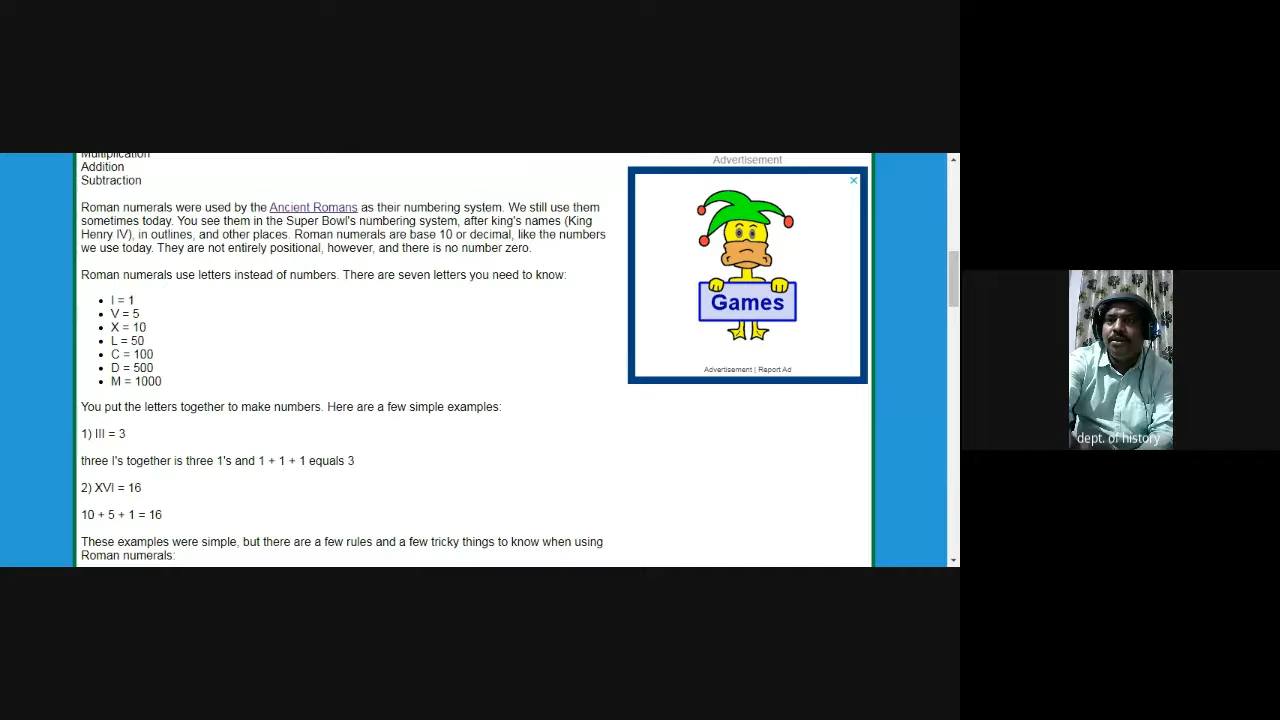 Multiplication
Addition
Subtraction
Roman numerals were used by the Ancient Romans as their numbering system. We still use them
sometimes today. You see them in the Super Bowl's numbering system, after king's names (King
Henry IV), in outlines, and other places. Roman numerals are base 10 or decimal, like the numbers
we use today. They are not entirely positional, however, and there is no number zero.
Roman numerals use letters instead of numbers. There are seven letters you need to know:
• I = 1
• V = 5
• X = 10
• L = 50
• C = 100
• D = 500
• M = 1000
You put the letters together to make numbers. Here are a few simple examples:
1) III = 3
three I's together is three 1's and 1 + 1 + 1 equals 3
2) XVI = 16
10 + 5 + 1 = 16
These examples were simple, but there are a few rules and a few tricky things to know when using
Roman numerals:
Advertisement
Games
Advertisement | Report Ad
dept. of history